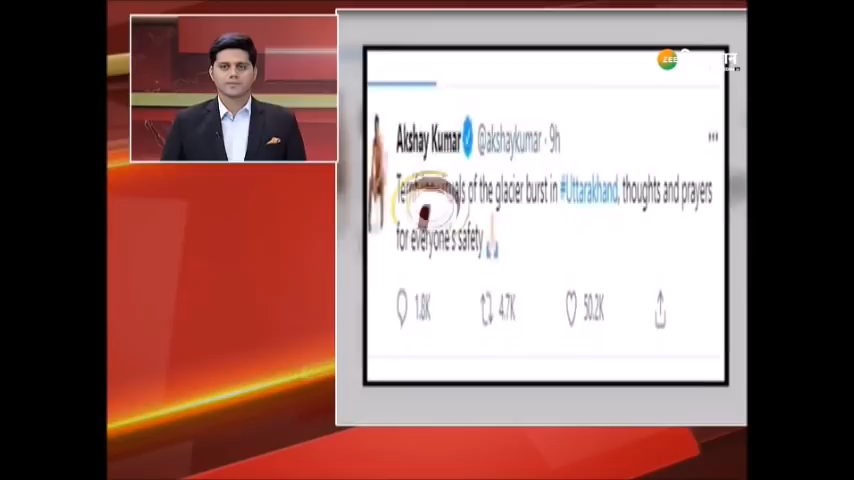 ZEE
Akshay Kumar @akshaykumar · 9h
of the glacier burst in #Uttarakhand, thoughts and prayers
for everyone's safety
1.8K 4.7K 50.2K